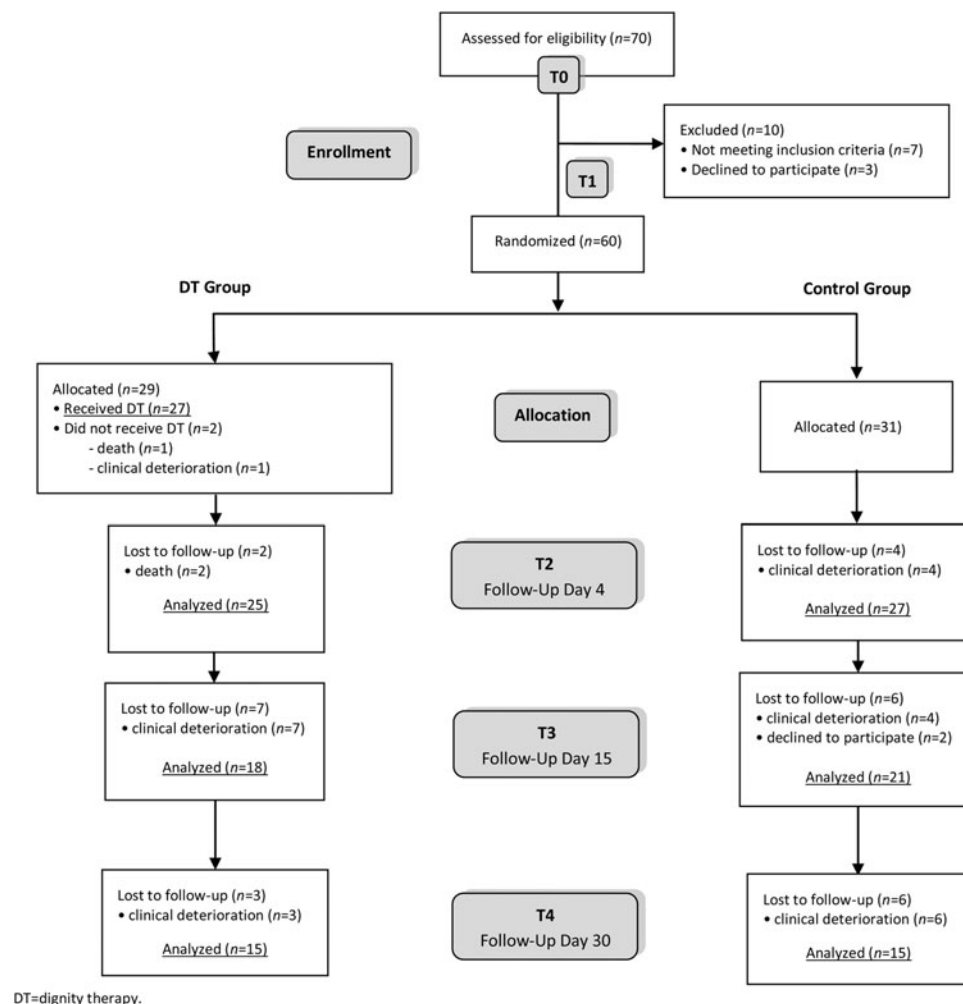 Assessed for eligibility (n=70)
T0
Excluded (n=10)
• Not meeting inclusion criteria (n=7)
• Declined to participate (n=3)
Enrollment
T1
Randomized (n=60)
DT Group
Control Group
Allocated (n=29)
• Received DT (n=27)
• Did not receive DT (n=2)
- death (n=1)
- clinical deterioration (n=1)
Allocation
Allocated (n=31)
Lost to follow-up (n=2)
• death (n=2)
Analyzed (n=25)
T2
Follow-Up Day 4
Lost to follow-up (n=4)
• clinical deterioration (n=4)
Analyzed (n=27)
Lost to follow-up (n=7)
• clinical deterioration (n=7)
Analyzed (n=18)
T3
Follow-Up Day 15
Lost to follow-up (n=6)
• clinical deterioration (n=4)
• declined to participate (n=2)
Analyzed (n=21)
Lost to follow-up (n=3)
• clinical deterioration (n=3)
Analyzed (n=15)
T4
Follow-Up Day 30
Lost to follow-up (n=6)
• clinical deterioration (n=6)
Analyzed (n=15)
DT=dignity therapy.